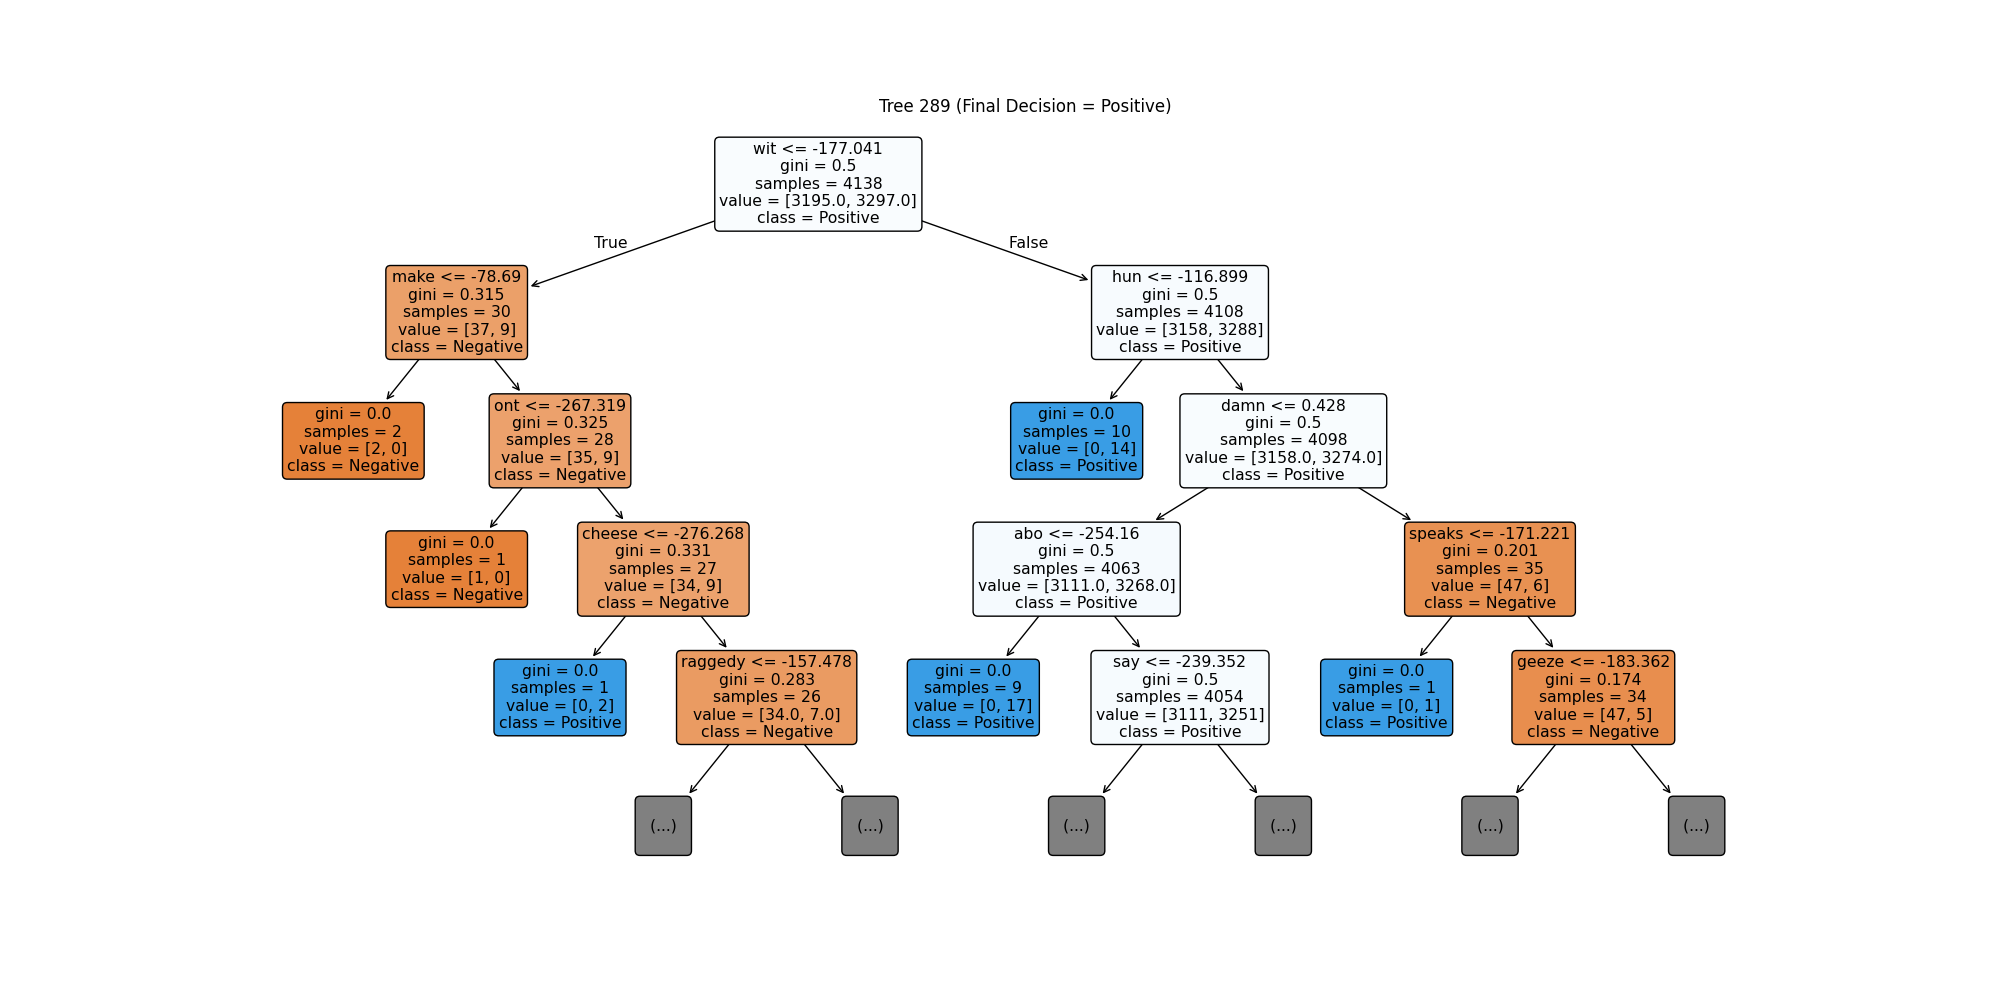 Tree 289 (Final Decision = Positive)
wit <= -177.041
gini = 0.5
samples = 4138
value = [3195.0, 3297.0]
class = Positive
True
False
make <= -78.69
gini = 0.315
samples = 30
value = [37, 9]
class = Negative
hun <= -116.899
gini = 0.5
samples = 4108
value = [3158, 3288]
class = Positive
gini = 0.0
samples = 2
value = [2, 0]
class = Negative
ont <= -267.319
gini = 0.325
samples = 28
value = [35, 9]
class = Negative
gini = 0.0
samples = 10
value = [0, 14]
class = Positive
damn <= 0.428
gini = 0.5
samples = 4098
value = [3158.0, 3274.0]
class = Positive
gini = 0.0
samples = 1
value = [1, 0]
class = Negative
cheese <= -276.268
gini = 0.331
samples = 27
value = [34, 9]
class = Negative
abo <= -254.16
gini = 0.5
samples = 4063
value = [3111.0, 3268.0]
class = Positive
speaks <= -171.221
gini = 0.201
samples = 35
value = [47, 6]
class = Negative
gini = 0.0
samples = 1
value = [0, 2]
class = Positive
raggedy <= -157.478
gini = 0.283
samples = 26
value = [34.0, 7.0]
class = Negative
gini = 0.0
samples = 9
value = [0, 17]
class = Positive
say <= -239.352
gini = 0.5
samples = 4054
value = [3111, 3251]
class = Positive
gini = 0.0
samples = 1
value = [0, 1]
class = Positive
geeze <= -183.362
gini = 0.174
samples = 34
value = [47, 5]
class = Negative
(...)
(...)
(...)
(...)
(...)
(...)